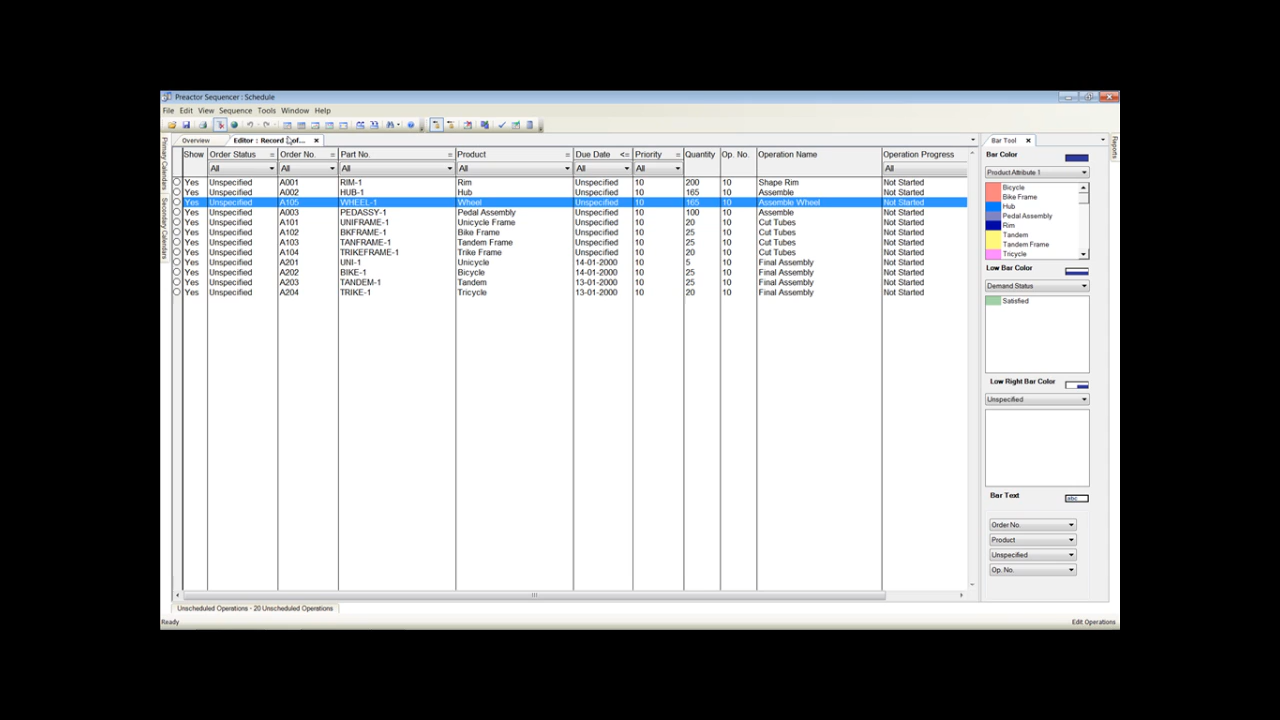 Preactor Sequencer : Schedule
File Edit View Sequence Tools Window Help
Overview Editor : Record of... Bar Tool
Primary Calendars
Secondary Calendars
Reports
Show Order Status = Order No. = Part No. = Product = Due Date <= Priority = Quantity Op. No. Operation Name Operation Progress
All All All All All All All
Yes Unspecified A001 RIM-1 Rim Unspecified 10 200 10 Shape Rim Not Started
Yes Unspecified A002 HUB-1 Hub Unspecified 10 165 10 Assemble Not Started
Yes Unspecified A105 WHEEL-1 Wheel Unspecified 10 165 10 Assemble Wheel Not Started
Yes Unspecified A003 PEDASSY-1 Pedal Assembly Unspecified 10 100 10 Assemble Not Started
Yes Unspecified A101 UNIFRAME-1 Unicycle Frame Unspecified 10 20 10 Cut Tubes Not Started
Yes Unspecified A102 BKFRAME-1 Bike Frame Unspecified 10 25 10 Cut Tubes Not Started
Yes Unspecified A103 TANFRAME-1 Tandem Frame Unspecified 10 25 10 Cut Tubes Not Started
Yes Unspecified A104 TRIKEFRAME-1 Trike Frame Unspecified 10 20 10 Cut Tubes Not Started
Yes Unspecified A201 UNI-1 Unicycle 14-01-2000 10 5 10 Final Assembly Not Started
Yes Unspecified A202 BIKE-1 Bicycle 14-01-2000 10 25 10 Final Assembly Not Started
Yes Unspecified A203 TANDEM-1 Tandem 13-01-2000 10 25 10 Final Assembly Not Started
Yes Unspecified A204 TRIKE-1 Tricycle 13-01-2000 10 20 10 Final Assembly Not Started
Bar Color
Product Attribute 1
Bicycle
Bike Frame
Hub
Pedal Assembly
Rim
Tandem
Tandem Frame
Tricycle
Low Bar Color
Demand Status
Satisfied
Low Right Bar Color
Unspecified
Bar Text abc
Order No.
Product
Unspecified
Op. No.
Unscheduled Operations - 20 Unscheduled Operations
Ready Edit Operations